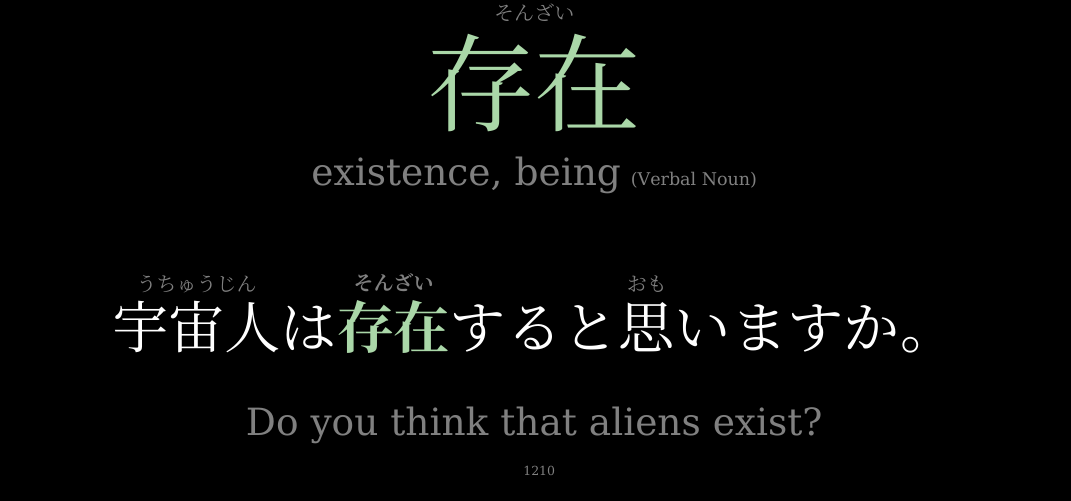 そんざい
存在
existence, being (Verbal Noun)
うちゅうじん そんざい おも
宇宙人は存在すると思いますか。
Do you think that aliens exist?
1210